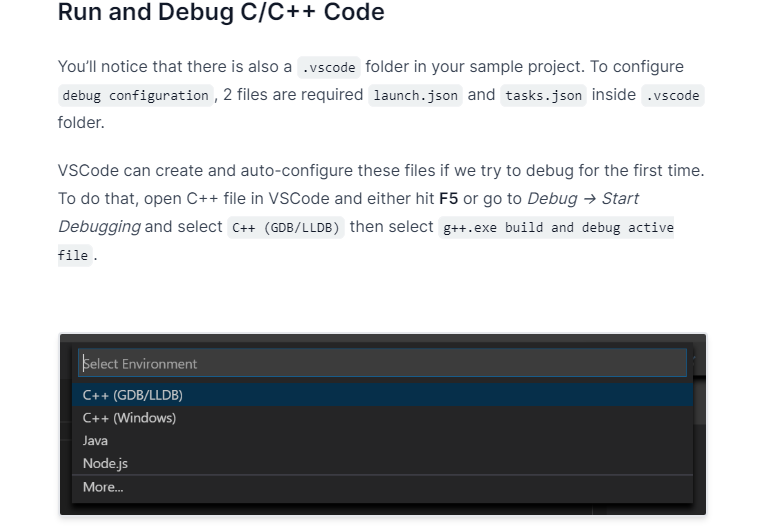 Run and Debug C/C++ Code
You’ll notice that there is also a .vscode folder in your sample project. To configure
debug configuration, 2 files are required launch.json and tasks.json inside .vscode
folder.
VSCode can create and auto-configure these files if we try to debug for the first time.
To do that, open C++ file in VSCode and either hit F5 or go to Debug → Start
Debugging and select C++ (GDB/LLDB) then select g++.exe build and debug active
file.
Select Environment
C++ (GDB/LLDB)
C++ (Windows)
Java
Node.js
More...